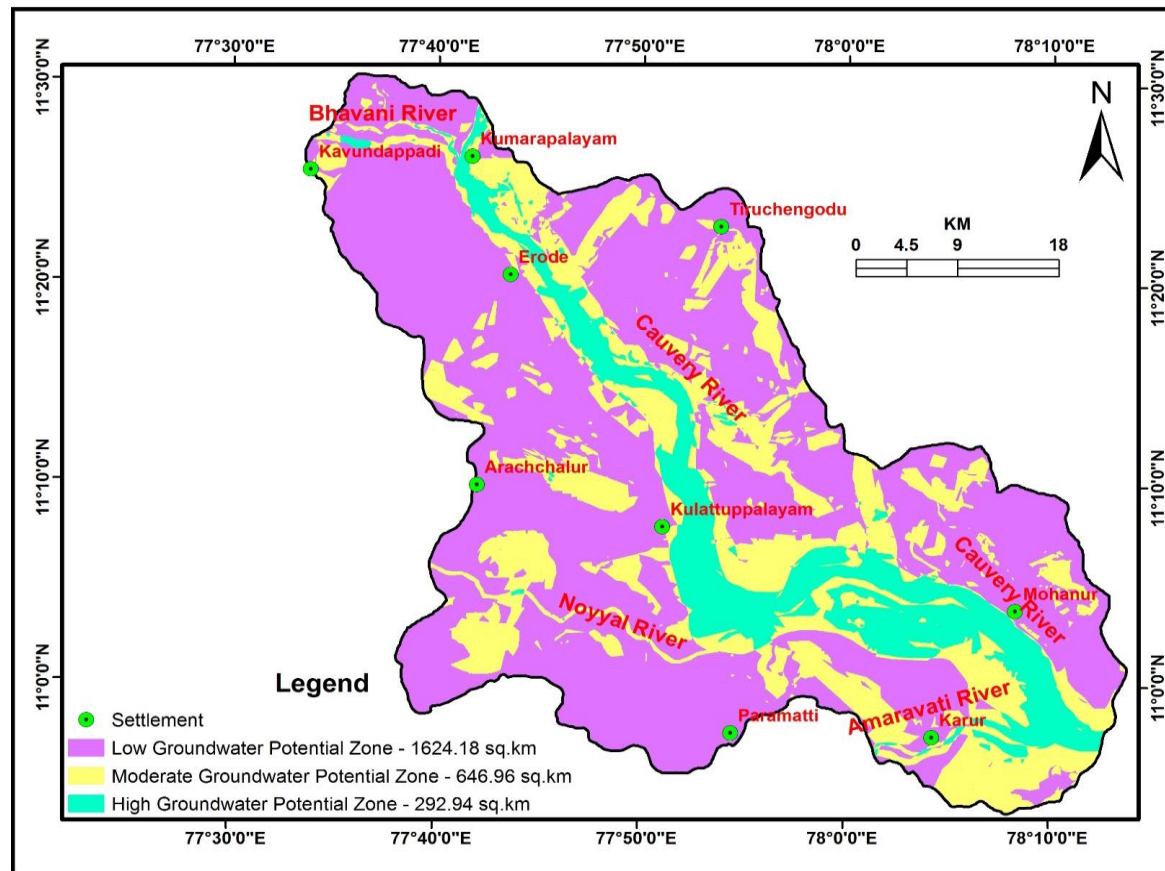 77°30'0"E 77°40'0"E 77°50'0"E 78°0'0"E 78°10'0"E
11°30'0"N
11°30'0"N
N
Bhavani River
Kumarapalayam
Kavundappadi
Tiruchengodu
KM
0 4.5 9 18
Erode
11°20'0"N
11°20'0"N
Cauvery River
Arachchalur
11°10'0"N
11°10'0"N
Kulattuppalayam
Cauvery River
Mohanur
Noyyal River
11°0'0"N
11°0'0"N
Amaravati River
Karur
Paramatti
Legend
Settlement
Low Groundwater Potential Zone - 1624.18 sq.km
Moderate Groundwater Potential Zone - 646.96 sq.km
High Groundwater Potential Zone - 292.94 sq.km
77°30'0"E 77°40'0"E 77°50'0"E 78°0'0"E 78°10'0"E